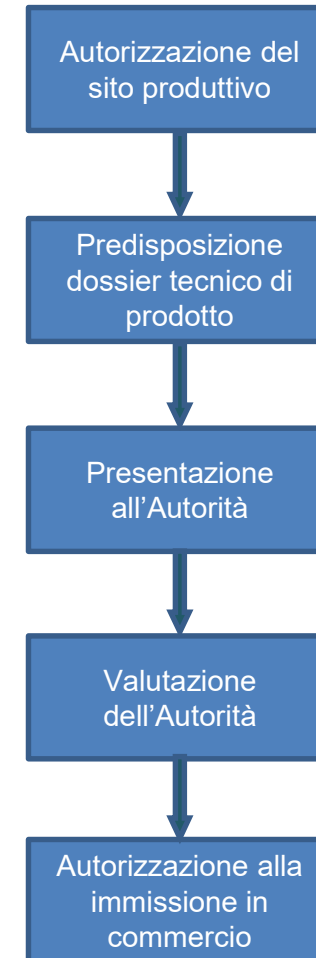 Autorizzazione del
sito produttivo
Predisposizione
dossier tecnico di
prodotto
Presentazione
all’Autorità
Valutazione
dell’Autorità
Autorizzazione alla
immissione in
commercio